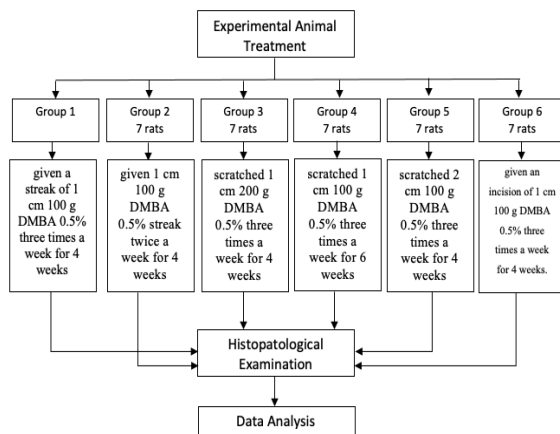 Experimental Animal
Treatment
Group 1
Group 2
7 rats
Group 3
7 rats
Group 4
7 rats
Group 5
7 rats
Group 6
7 rats
given a
streak of 1
cm 100 g
DMBA 0.5%
three times a
week for 4
weeks
given 1 cm
100 g
DMBA
0.5% streak
twice a
week for 4
weeks
scratched 1
cm 200 g
DMBA
0.5% three
times a
week for 4
weeks
scratched 1
cm 100 g
DMBA
0.5% three
times a
week for 6
weeks
scratched 2
cm 100 g
DMBA
0.5% three
times a
week for 4
weeks
given an
incision of 1 cm
100 g DMBA
0.5% three
times a week
for 4 weeks.
Histopatological
Examination
Data Analysis